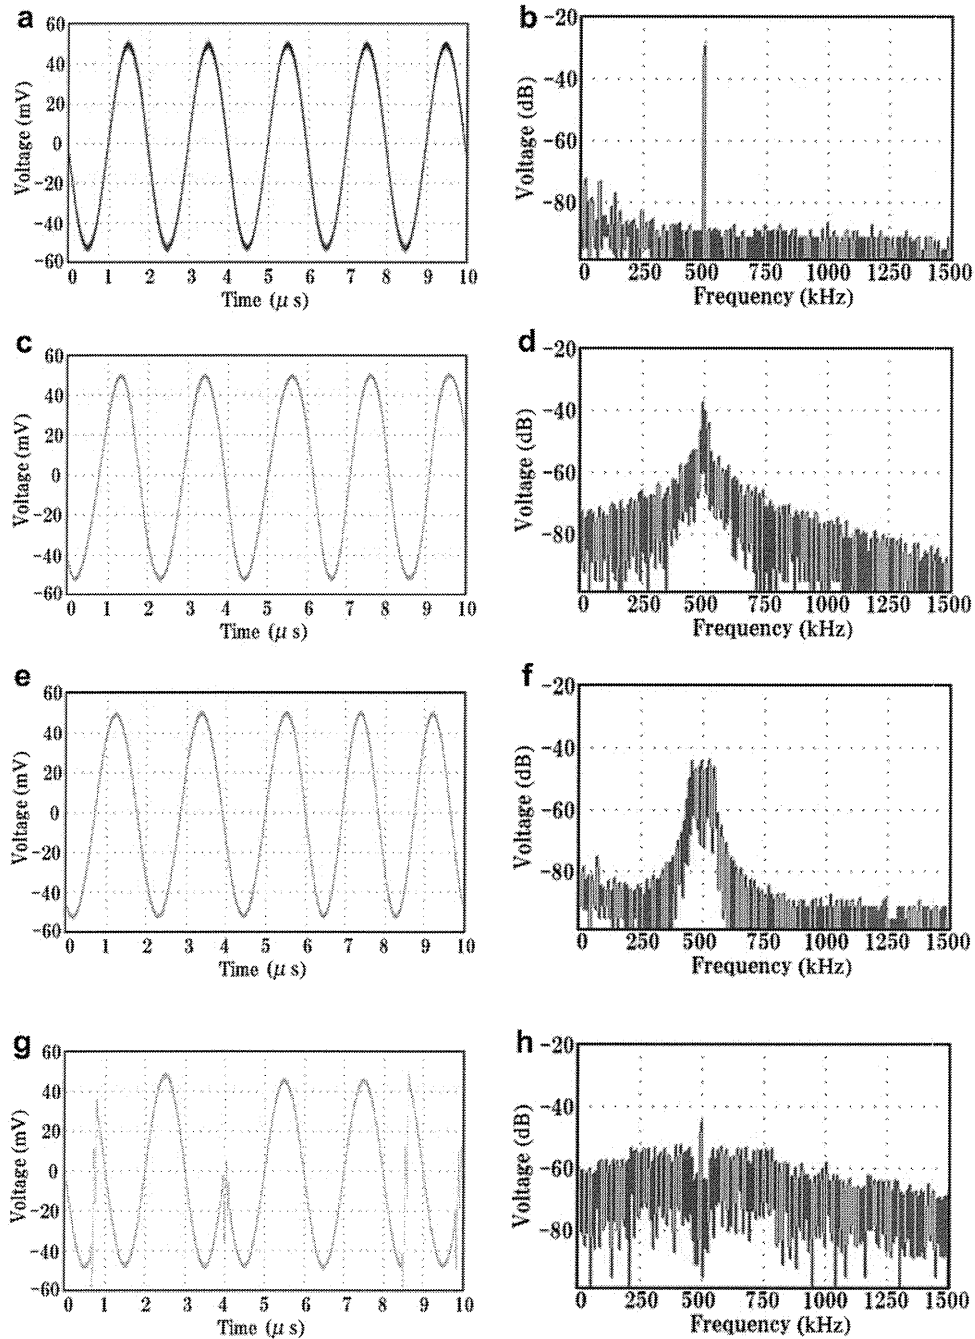 a
60
40
20
0
−20
−40
−60
Voltage (mV)
0 1 2 3 4 5 6 7 8 9 10
Time (μ s)
b
−20
−40
−60
−80
Voltage (dB)
0 250 500 750 1000 1250 1500
Frequency (kHz)
c
60
40
20
0
−20
−40
−60
Voltage (mV)
0 1 2 3 4 5 6 7 8 9 10
Time (μ s)
d
−20
−40
−60
−80
Voltage (dB)
0 250 500 750 1000 1250 1500
Frequency (kHz)
e
60
40
20
0
−20
−40
−60
Voltage (mV)
0 1 2 3 4 5 6 7 8 9 10
Time (μ s)
f
−20
−40
−60
−80
Voltage (dB)
0 250 500 750 1000 1250 1500
Frequency (kHz)
g
60
40
20
0
−20
−40
−60
Voltage (mV)
0 1 2 3 4 5 6 7 8 9 10
Time (μ s)
h
−20
−40
−60
−80
Voltage (dB)
0 250 500 750 1000 1250 1500
Frequency (kHz)